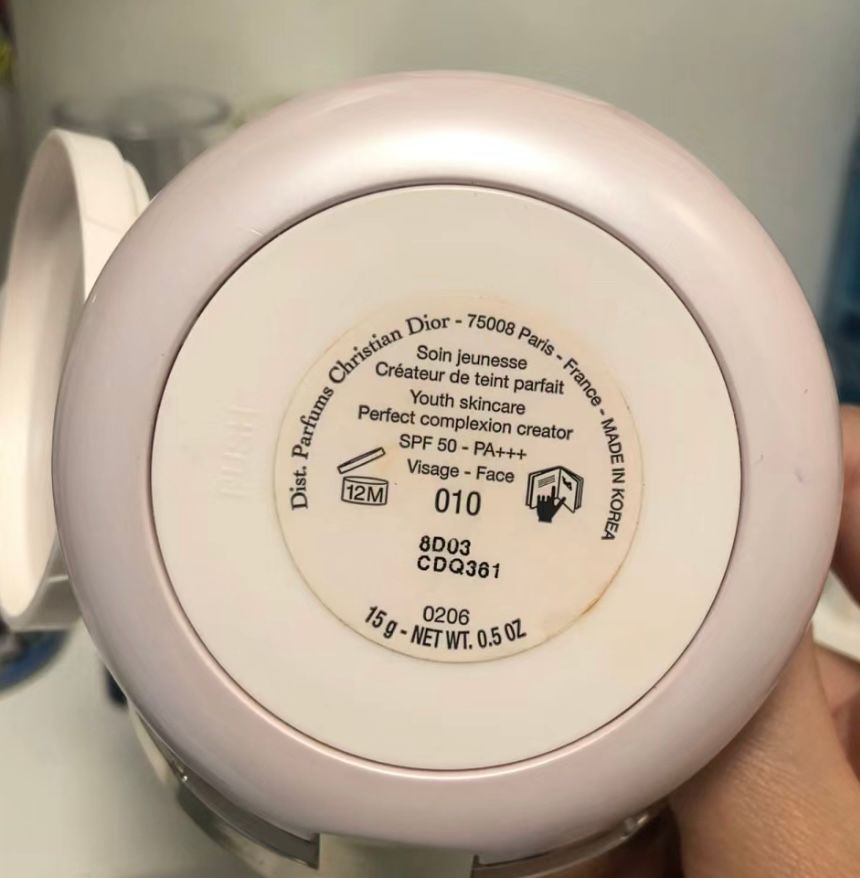 Dist. Parfums Christian Dior - 75008 Paris - France - MADE IN KOREA
Soin jeunesse
Créateur de teint parfait
Youth skincare
Perfect complexion creator
SPF 50 - PA+++
Visage - Face
12M
010
8D03
CDQ361
0206
15 g - NET WT. 0.5 OZ
PUSH